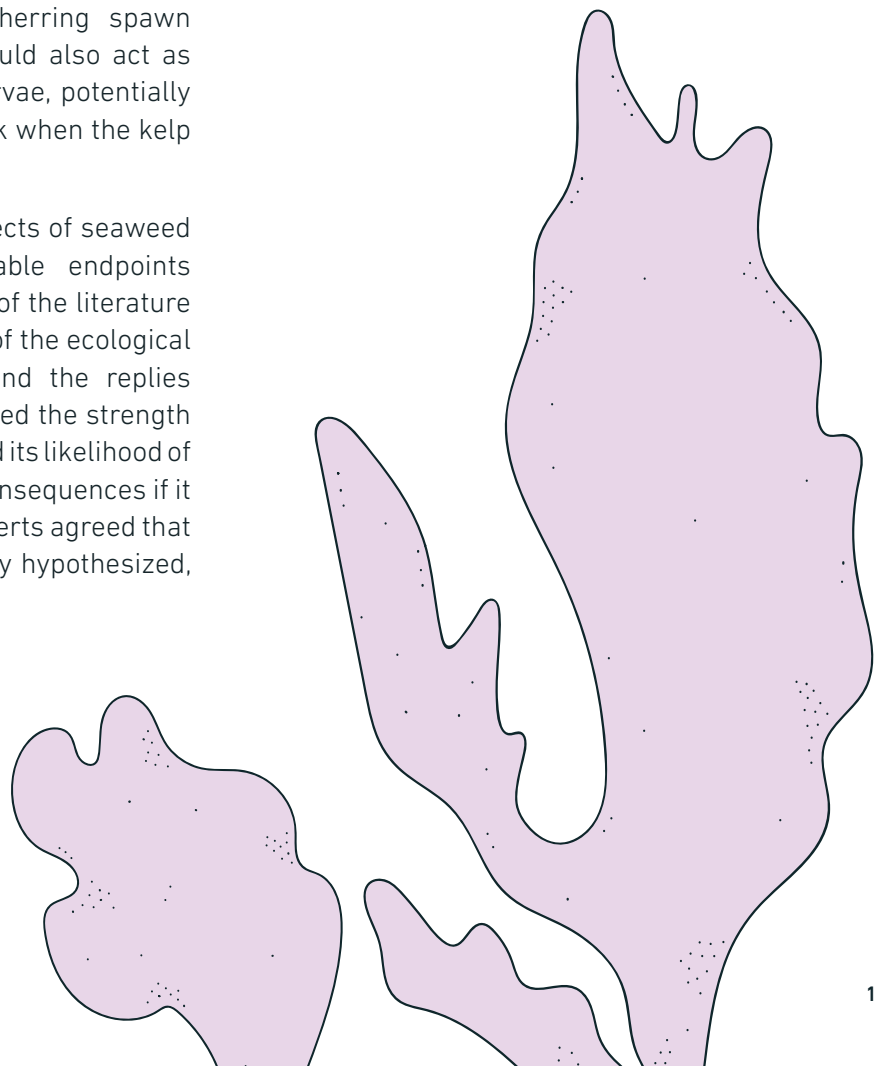 herring spawn
uld also act as
rvae, potentially
k when the kelp
ects of seaweed
able endpoints
of the literature
of the ecological
nd the replies
ed the strength
d its likelihood of
nsequences if it
erts agreed that
y hypothesized,
1